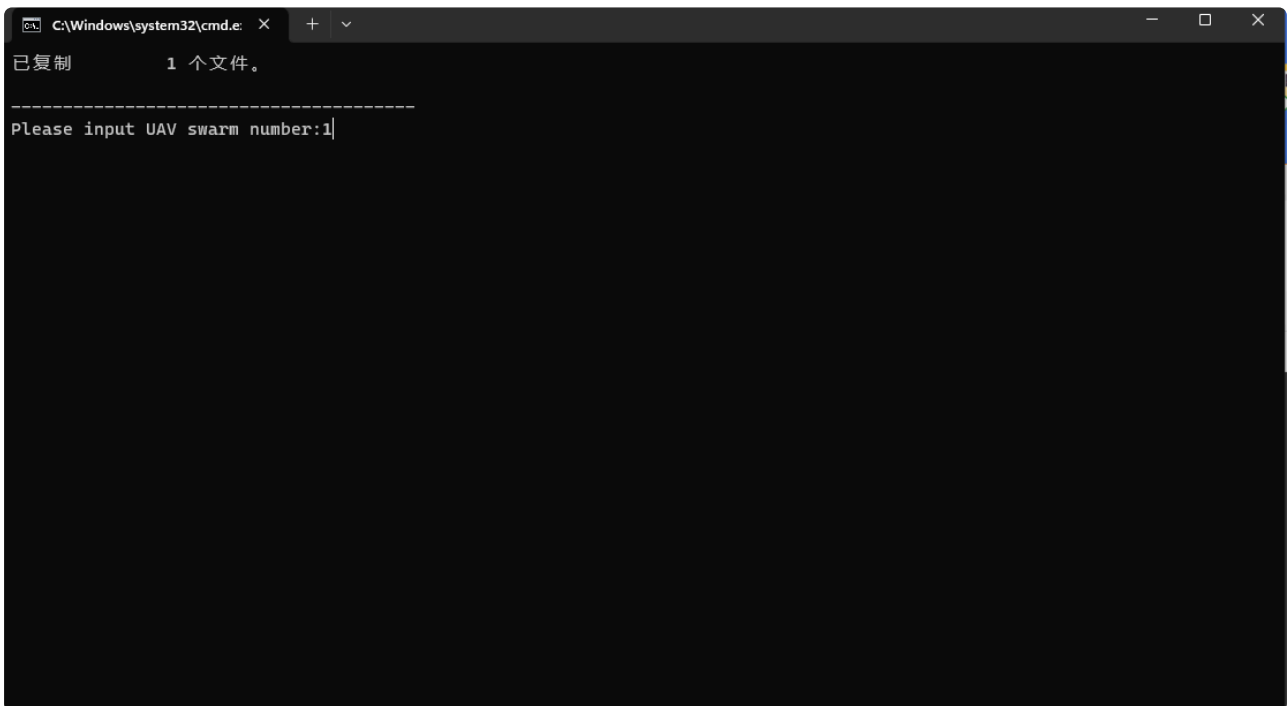 C:\Windows\system32\cmd.e
已复制 1 个文件。
---------------------------------------
Please input UAV swarm number:1